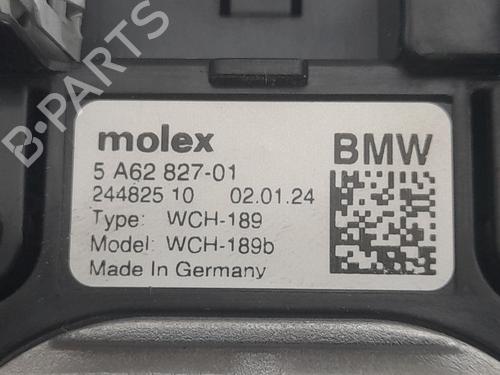 B-PARTS
molex
BMW
5 A62 827-01
244825 10 02.01.24
Type: WCH-189
Model: WCH-189b
Made In Germany